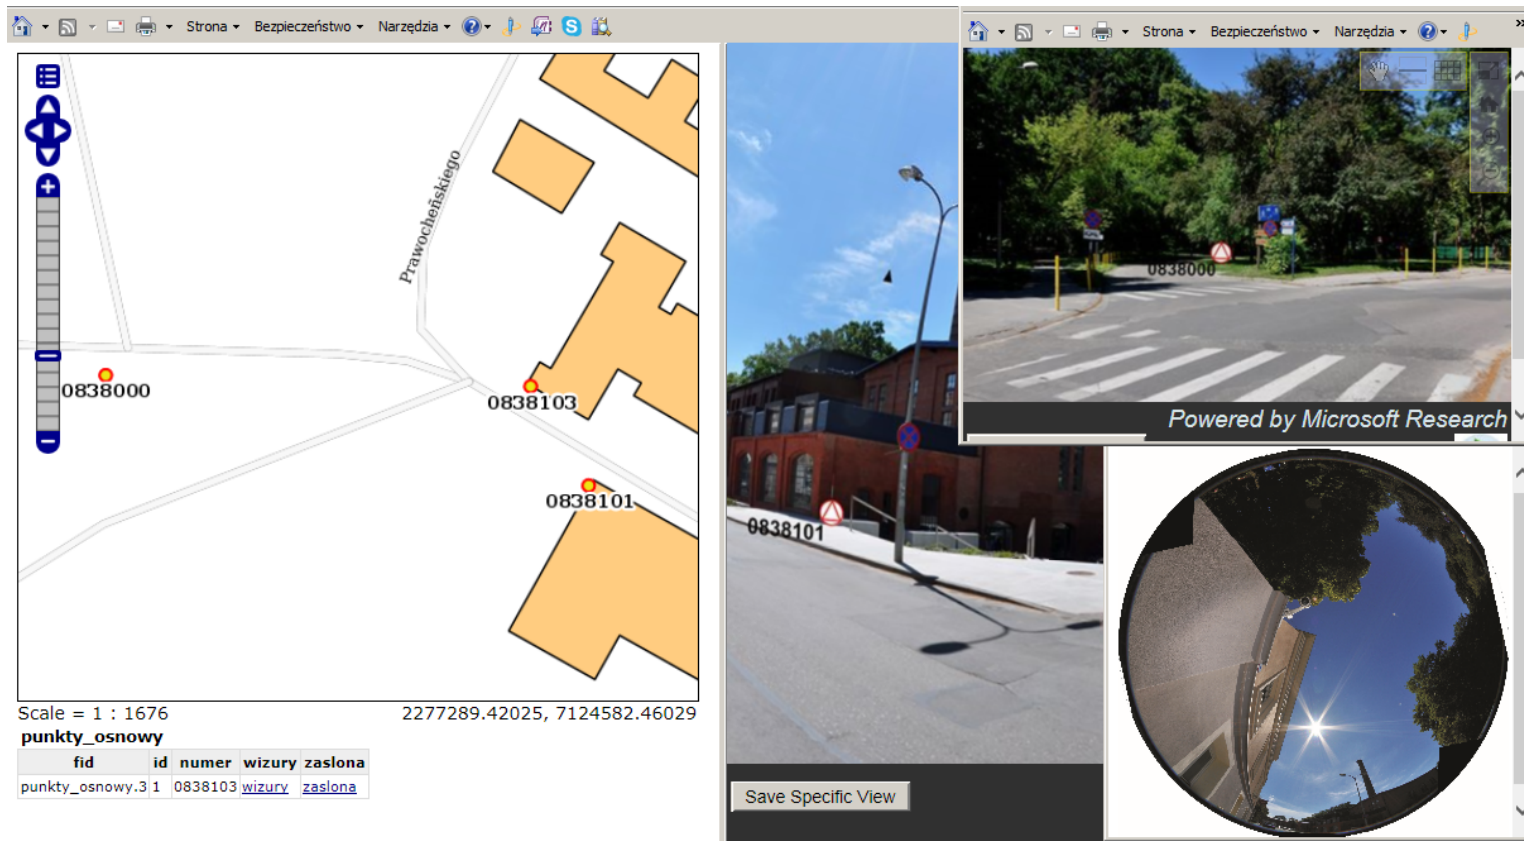 Strona
Bezpieczeństwo
Narzędzia
Strona
Bezpieczeństwo
Narzędzia
»
Prawocheńskiego
0838000
0838103
0838101
0838101
0838000
Powered by Microsoft Research
Scale = 1 : 1676
2277289.42025, 7124582.46029
punkty_osnowy
fid id numer wizury zaslona
punkty_osnowy.3 1 0838103 wizury zaslona
Save Specific View